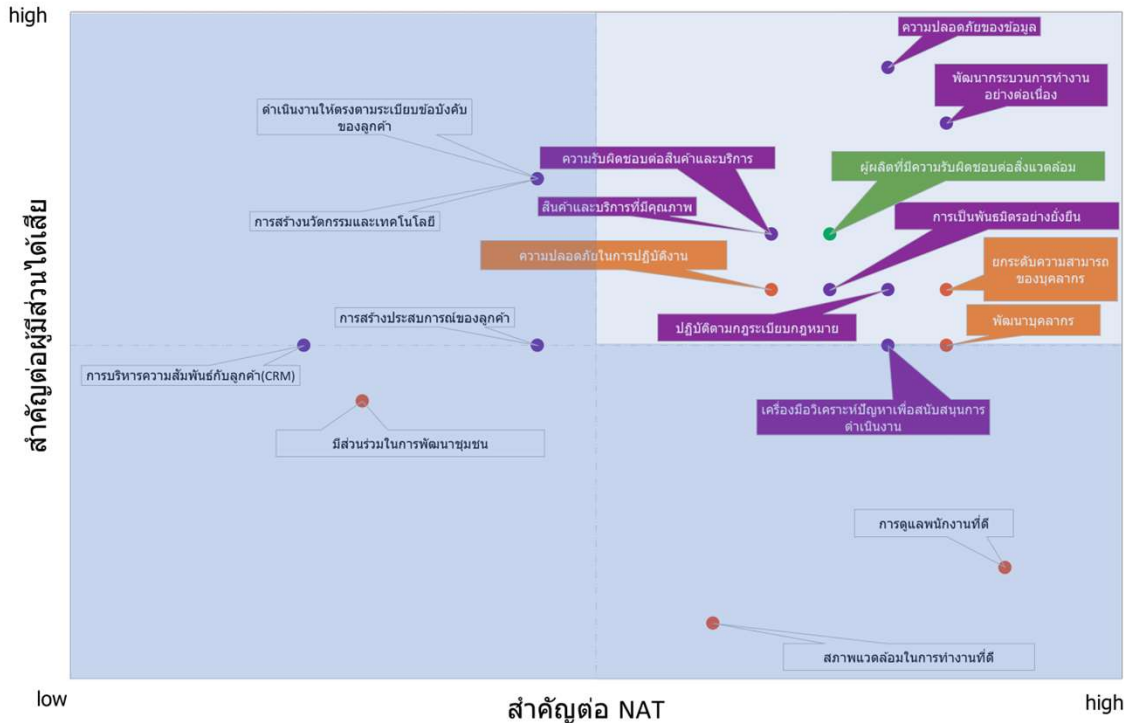 high
ความปลอดภัยของข้อมูล
พัฒนากระบวนการทำงาน
อย่างต่อเนื่อง
ดำเนินงานให้ตรงตามระเบียบข้อบังคับ
ของลูกค้า
ความรับผิดชอบต่อสินค้าและบริการ
ผู้ผลิตที่มีความรับผิดชอบต่อสิ่งแวดล้อม
สินค้าและบริการที่มีคุณภาพ
การสร้างนวัตกรรมและเทคโนโลยี
การเป็นพันธมิตรอย่างยั่งยืน
ความปลอดภัยในการปฏิบัติงาน
ยกระดับความสามารถ
ของบุคลากร
การสร้างประสบการณ์ของลูกค้า
ปฏิบัติตามกฎระเบียบกฎหมาย
พัฒนาบุคลากร
การบริหารความสัมพันธ์กับลูกค้า(CRM)
เครื่องมือวิเคราะห์ปัญหาเพื่อสนับสนุนการ
ดำเนินงาน
มีส่วนร่วมในการพัฒนาชุมชน
การดูแลพนักงานที่ดี
สภาพแวดล้อมในการทำงานที่ดี
สำคัญต่อผู้มีส่วนได้เสีย
low
สำคัญต่อ NAT
high